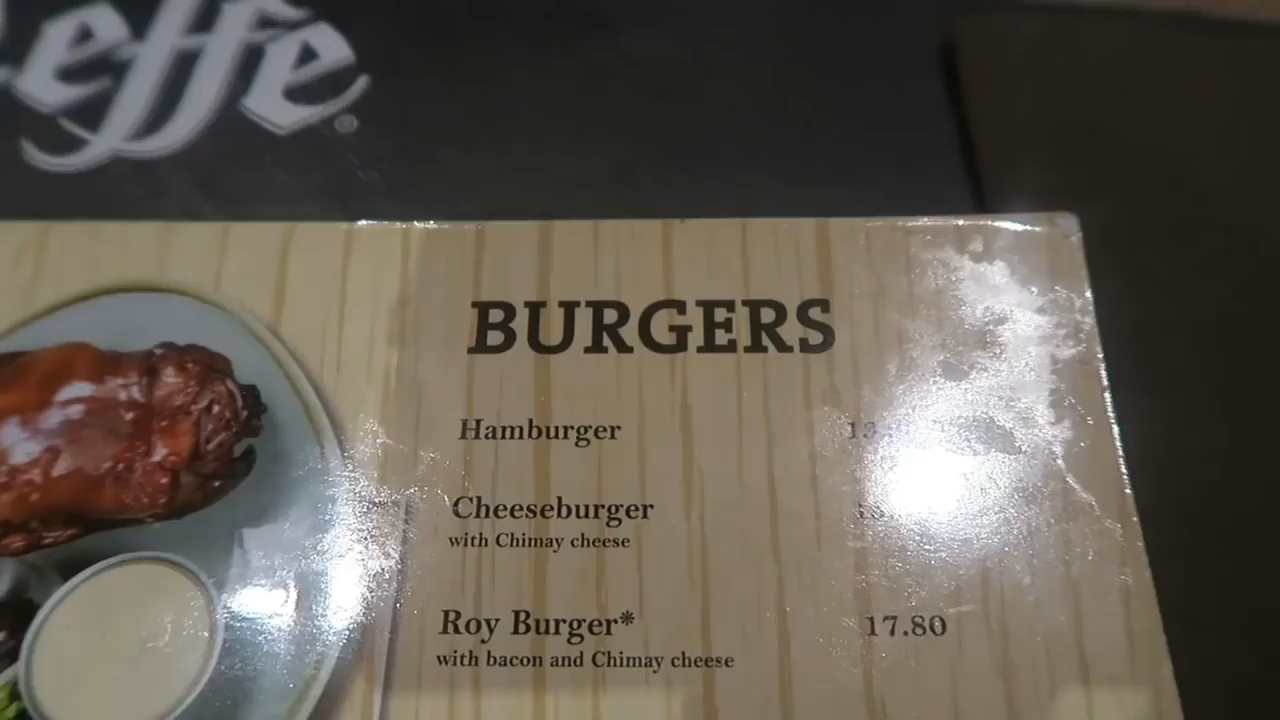 effe
BURGERS
Hamburger
Cheeseburger
with Chimay cheese
Roy Burger* 17.80
with bacon and Chimay cheese